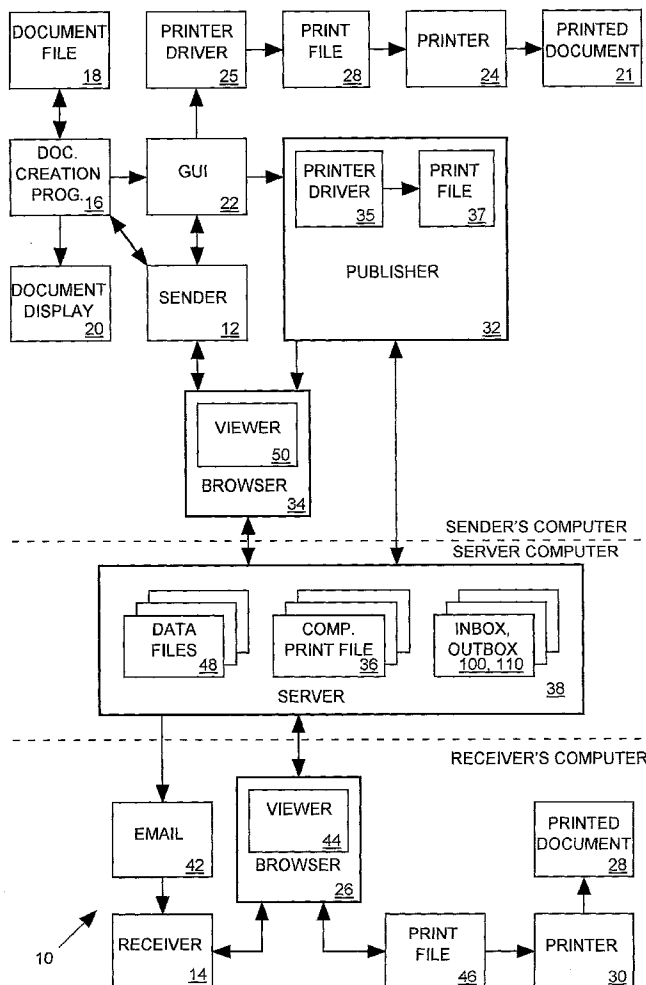 DOCUMENT
FILE
18
PRINTER
DRIVER
25
PRINT
FILE
28
PRINTER
24
PRINTED
DOCUMENT
21
DOC.
CREATION
PROG.
16
GUI
22
PRINTER
DRIVER
35
PRINT
FILE
37
PUBLISHER
32
DOCUMENT
DISPLAY
20
SENDER
12
VIEWER
50
BROWSER
34
SENDER'S COMPUTER
SERVER COMPUTER
DATA
FILES
48
COMP.
PRINT FILE
36
INBOX,
OUTBOX
100, 110
SERVER
38
RECEIVER'S COMPUTER
EMAIL
42
VIEWER
44
BROWSER
26
PRINTED
DOCUMENT
28
10
RECEIVER
14
PRINT
FILE
46
PRINTER
30